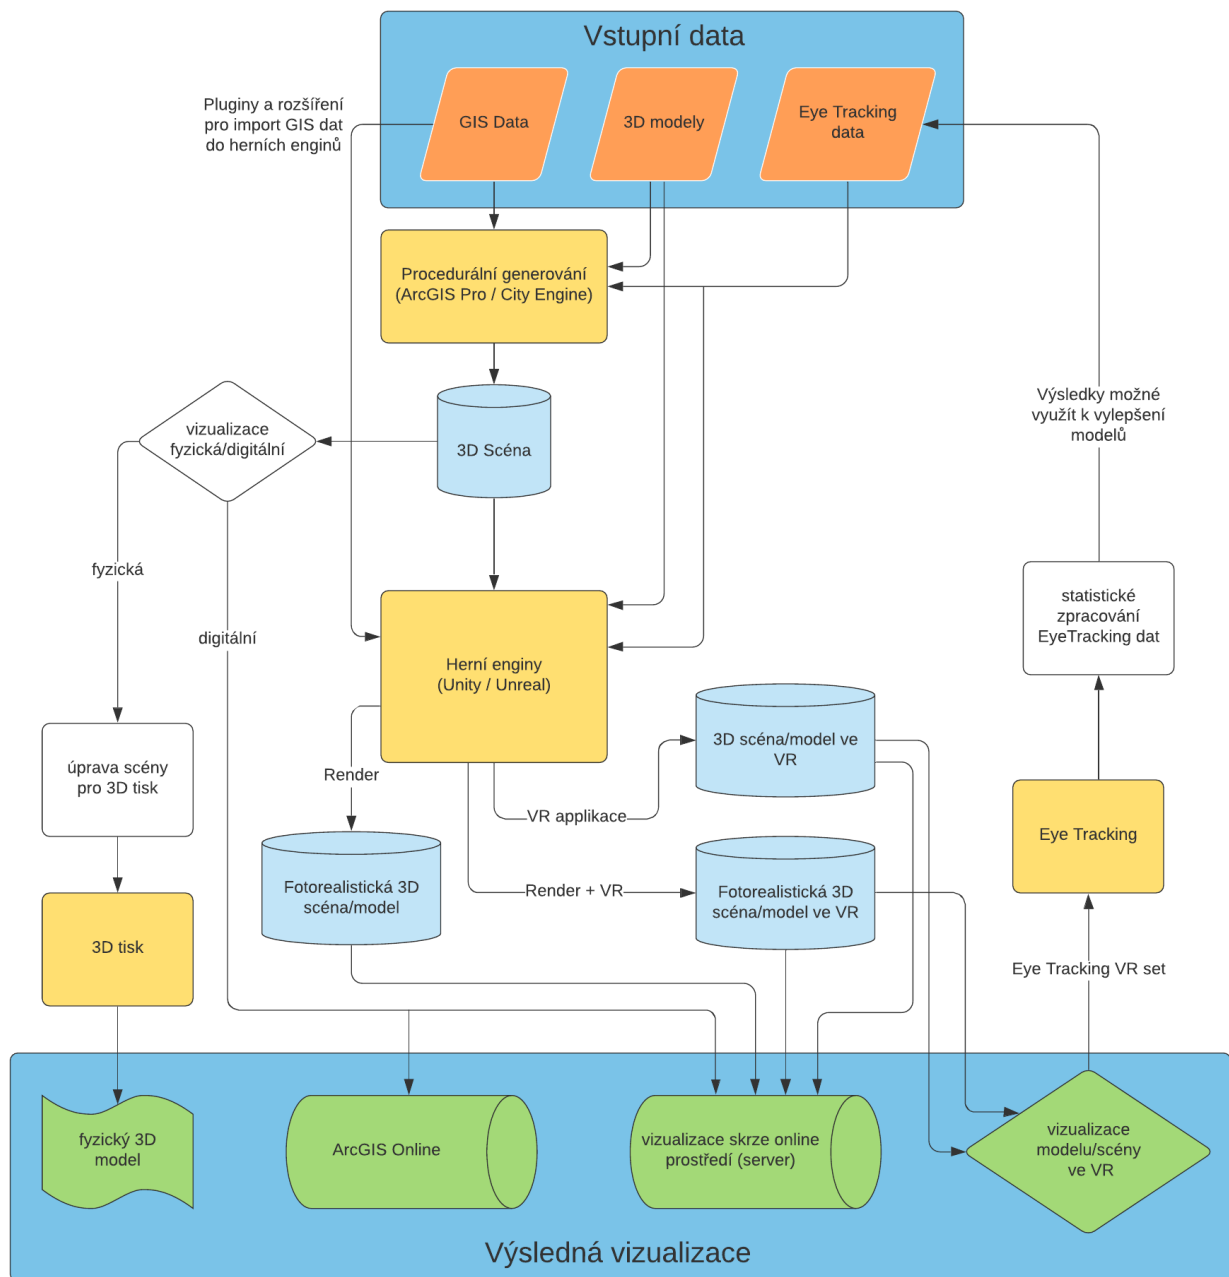 Vstupní data
Pluginy a rozšíření
pro import GIS dat
do herních enginů
GIS Data
3D modely
Eye Tracking
data
Procedurální generování
(ArcGIS Pro / City Engine)
Výsledky možné
využít k vylepšení
modelů
vizualizace
fyzická/digitální
3D Scéna
fyzická
digitální
statistické
zpracování
EyeTracking dat
Herní enginy
(Unity / Unreal)
úprava scény
pro 3D tisk
Render
VR applikace
3D scéna/model ve
VR
Eye Tracking
Fotorealistická 3D
scéna/model
Render + VR
Fotorealistická 3D
scéna/model ve VR
3D tisk
Eye Tracking VR set
fyzický 3D
model
ArcGIS Online
vizualizace skrze online
prostředí (server)
vizualizace
modelu/scény
ve VR
Výsledná vizualizace